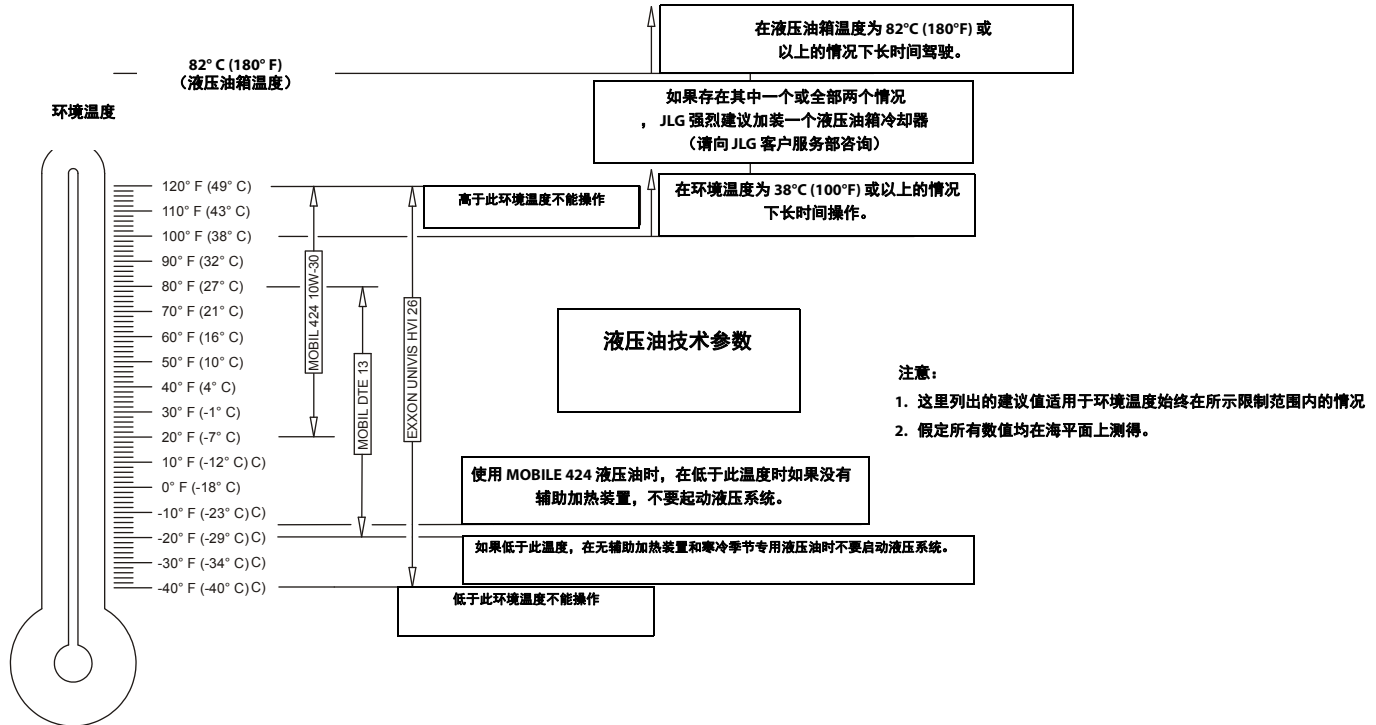 82° C (180° F)
（液压油箱温度）
环境温度
在液压油箱温度为 82°C (180°F) 或
以上的情况下长时间驾驶。
如果存在其中一个或全部两个情况
， JLG 强烈建议加装一个液压油箱冷却器
（请向 JLG 客户服务部咨询）
在环境温度为 38°C (100°F) 或以上的情况
下长时间操作。
高于此环境温度不能操作
120° F (49° C)
110° F (43° C)
100° F (38° C)
90° F (32° C)
80° F (27° C)
70° F (21° C)
60° F (16° C)
50° F (10° C)
40° F (4° C)
30° F (-1° C)
20° F (-7° C)
10° F (-12° C) C)
0° F (-18° C)
-10° F (-23° C) C)
-20° F (-29° C) C)
-30° F (-34° C) C)
-40° F (-40° C) C)
MOBIL 424 10W-30
MOBIL DTE 13
EXXON UNIVIS HVI 26
液压油技术参数
注意：
1. 这里列出的建议值适用于环境温度始终在所示限制范围内的情况
2. 假定所有数值均在海平面上测得。
使用 MOBILE 424 液压油时，在低于此温度时如果没有
辅助加热装置，不要起动液压系统。
如果低于此温度，在无辅助加热装置和寒冷季节专用液压油时不要启动液压系统。
低于此环境温度不能操作